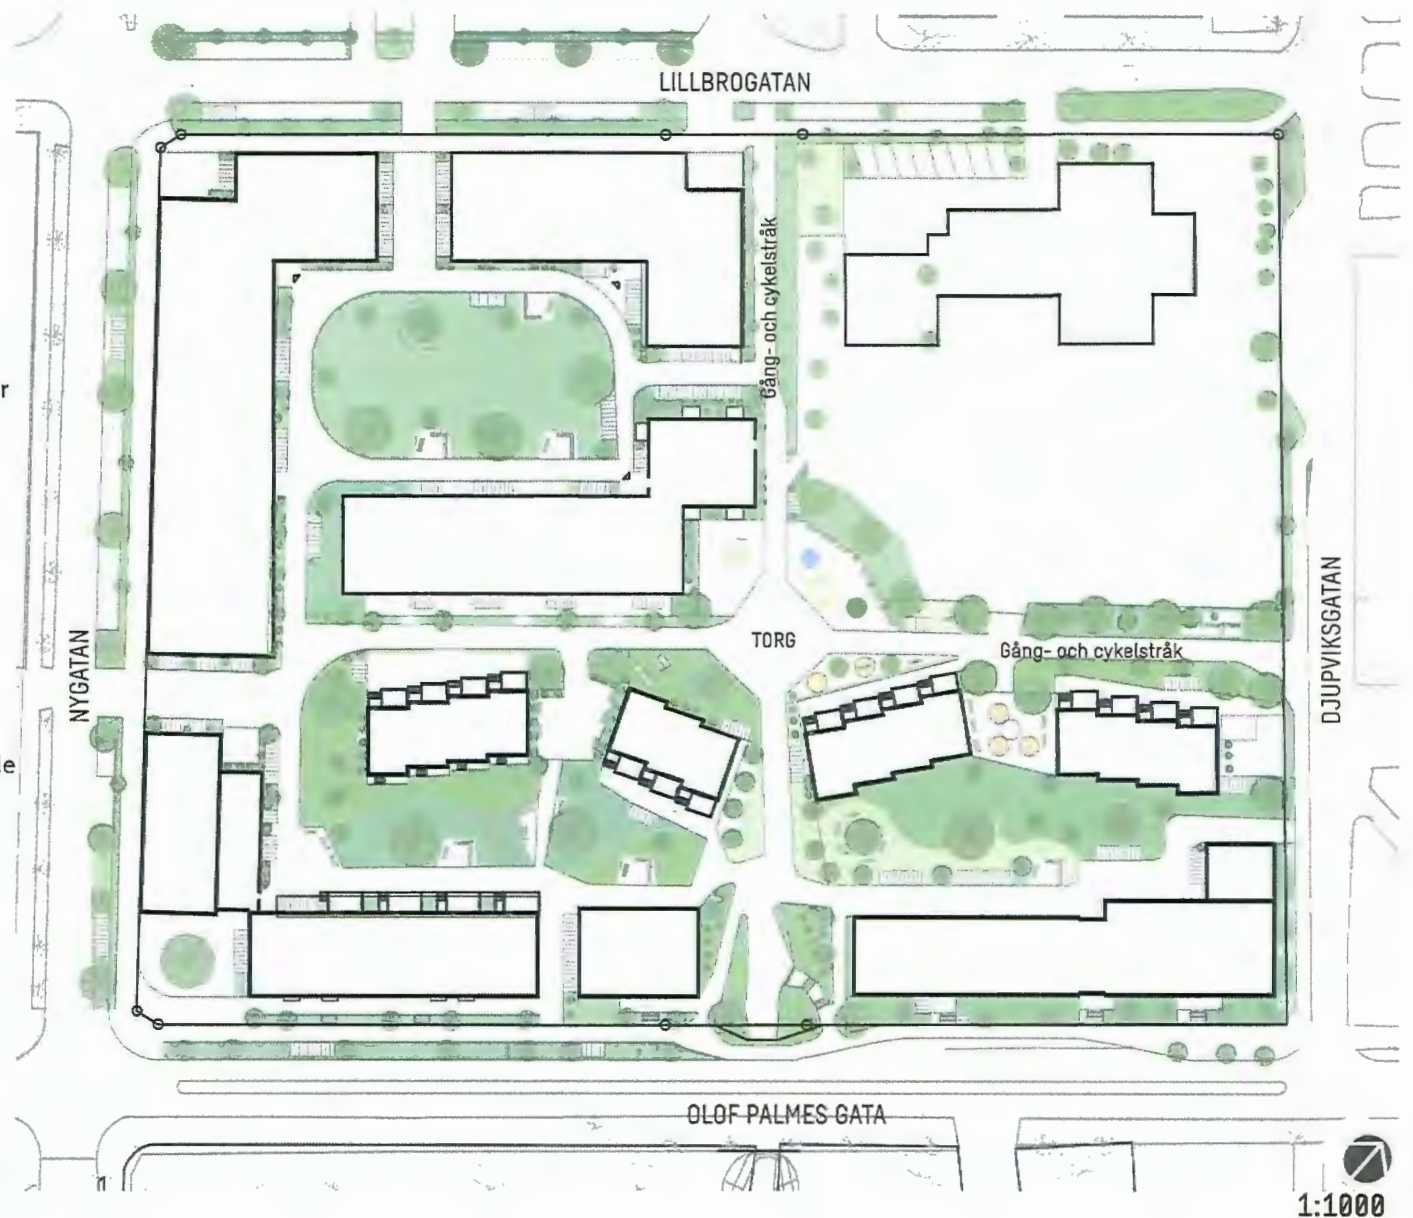 LILLBROGATAN
Gång- och cykelstråk
r
DJUPVIKSGATAN
NYGATAN
TORG
Gång- och cykelstråk
OLOF PALMES GATA
1:1000